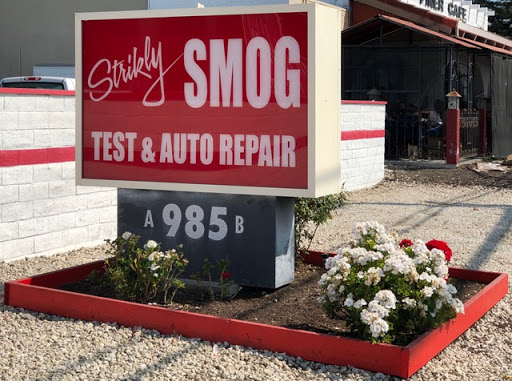 Strikly SMOG
TEST & AUTO REPAIR
A 985 B